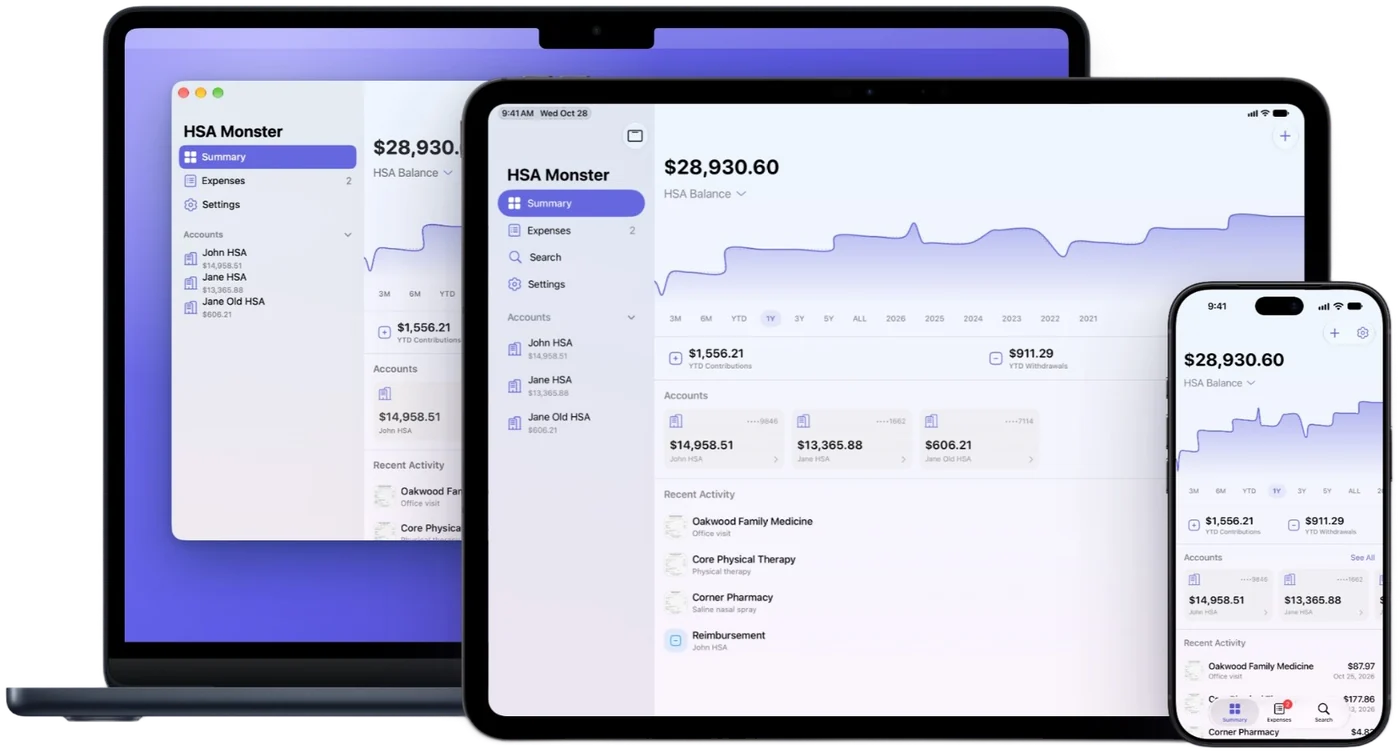 HSA Monster
Summary
Expenses 2
Settings
Accounts
John HSA
$14,958.51
Jane HSA
$13,365.88
Jane Old HSA
$606.21
$28,930.
HSA Balance
3M 6M YTD
$1,556.21
YTD Contributions
Accounts
$14,958.51
John HSA
Recent Activity
Oakwood Far
Office visit
Core Physica
Physical therapy
9:41 AM Wed Oct 28
HSA Monster
Summary
Expenses 2
Search
Settings
Accounts
John HSA
$14,958.51
Jane HSA
$13,365.88
Jane Old HSA
$606.21
$28,930.60
HSA Balance
3M 6M YTD 1Y 3Y 5Y ALL 2026 2025 2024 2023 2022 2021
$1,556.21
YTD Contributions
$911.29
YTD Withdrawals
Accounts
••••9846
$14,958.51
John HSA
••••1662
$13,365.88
Jane HSA
••••7114
$606.21
Jane Old HSA
Recent Activity
Oakwood Family Medicine
Office visit
Core Physical Therapy
Physical therapy
Corner Pharmacy
Saline nasal spray
Reimbursement
John HSA
9:41
$28,930.60
HSA Balance
3M 6M YTD 1Y 3Y 5Y ALL
$1,556.21
YTD Contributions
$911.29
YTD Withdrawals
Accounts See All
••••9846
$14,958.51
John HSA
••••1662
$13,365.88
Jane HSA
Recent Activity
Oakwood Family Medicine $87.97
Office visit Oct 25, 2026
$177.86
Summary Expenses Search
Corner Pharmacy $4.82